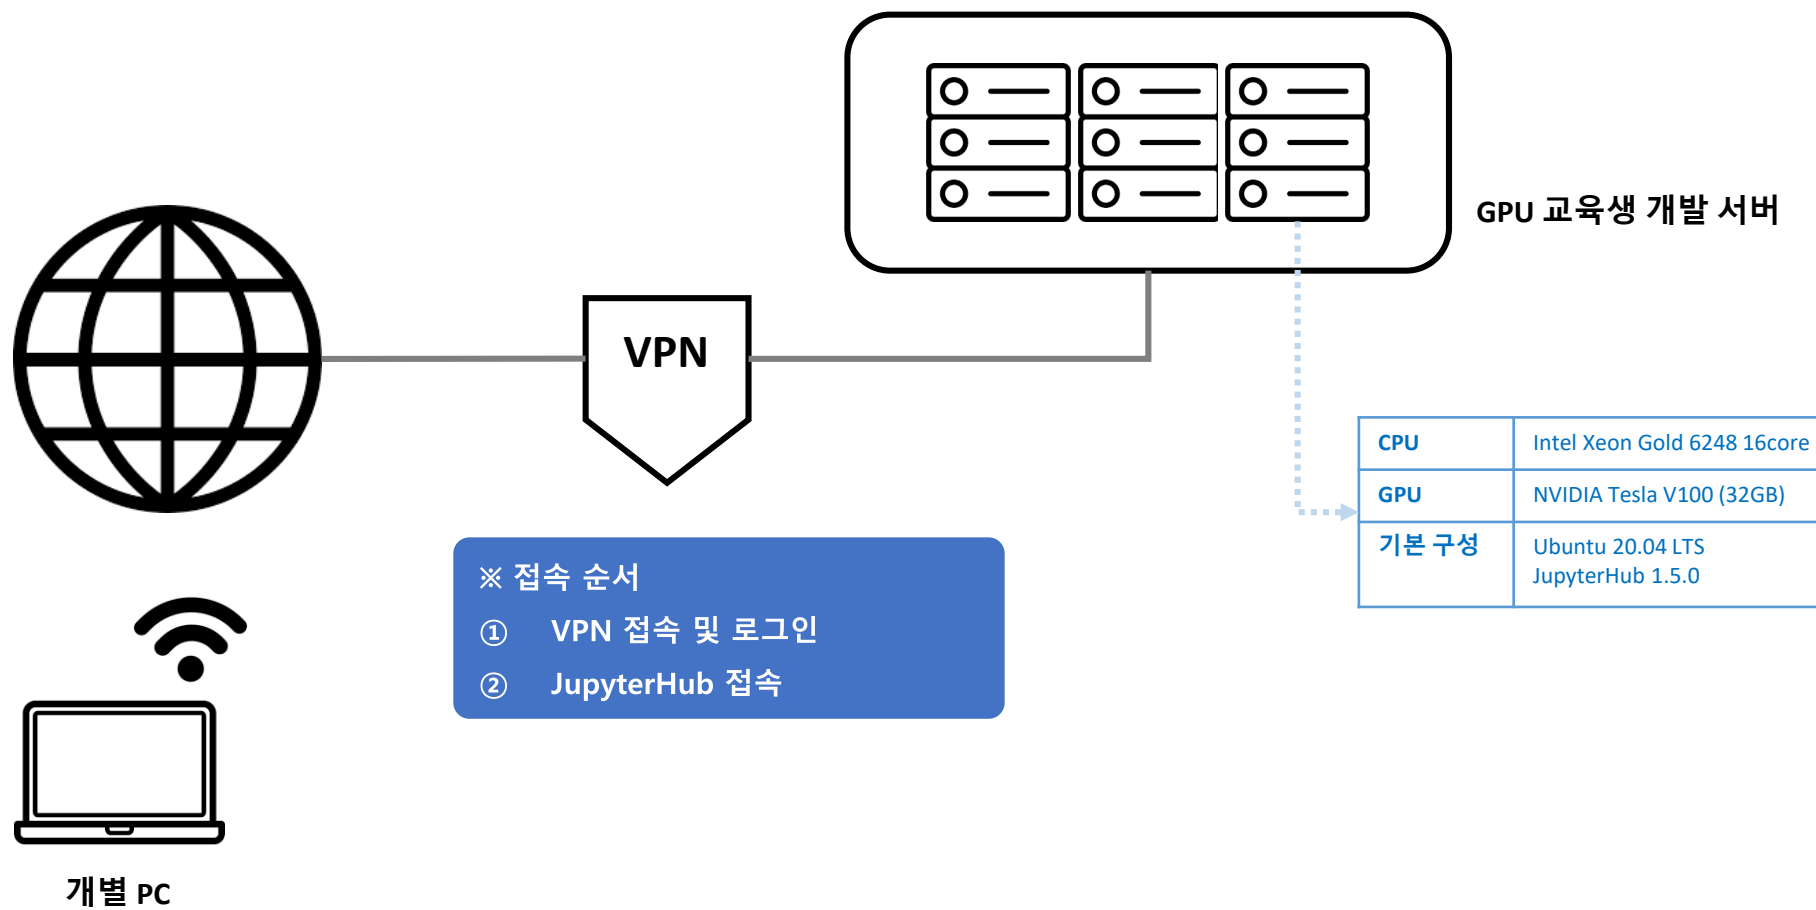 GPU 교육생 개발 서버
VPN
CPU Intel Xeon Gold 6248 16core
GPU NVIDIA Tesla V100 (32GB)
기본 구성 Ubuntu 20.04 LTS
JupyterHub 1.5.0
※ 접속 순서
① VPN 접속 및 로그인
② JupyterHub 접속
개별 PC